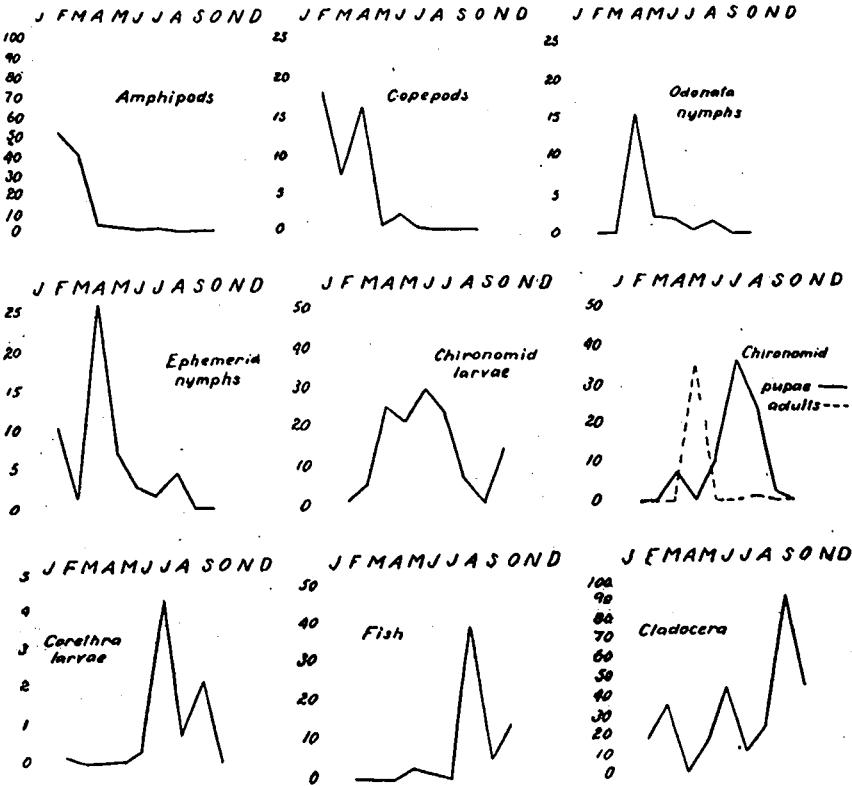 J F M A M J J A S O N D
100
90
80
70
60
50
40
30
20
10
0
Amphipods
J F M A M J J A S O N D
25
20
15
10
5
0
Copepods
J F M A M J J A S O N D
25
20
15
10
5
0
Odonata
nymphs
J F M A M J J A S O N D
25
20
15
10
5
0
Ephemerid
nymphs
J F M A M J J A S O N D
50
40
30
20
10
0
Chironomid
larvae
J F M A M J J A S O N D
50
40
30
20
10
0
Chironomid
pupae
adults
J F M A M J J A S O N D
5
4
3
2
1
0
Corethra
larvae
J F M A M J J A S O N D
50
40
30
20
10
0
Fish
J F M A M J J A S O N D
100
90
80
70
60
50
40
30
20
10
0
Cladocera